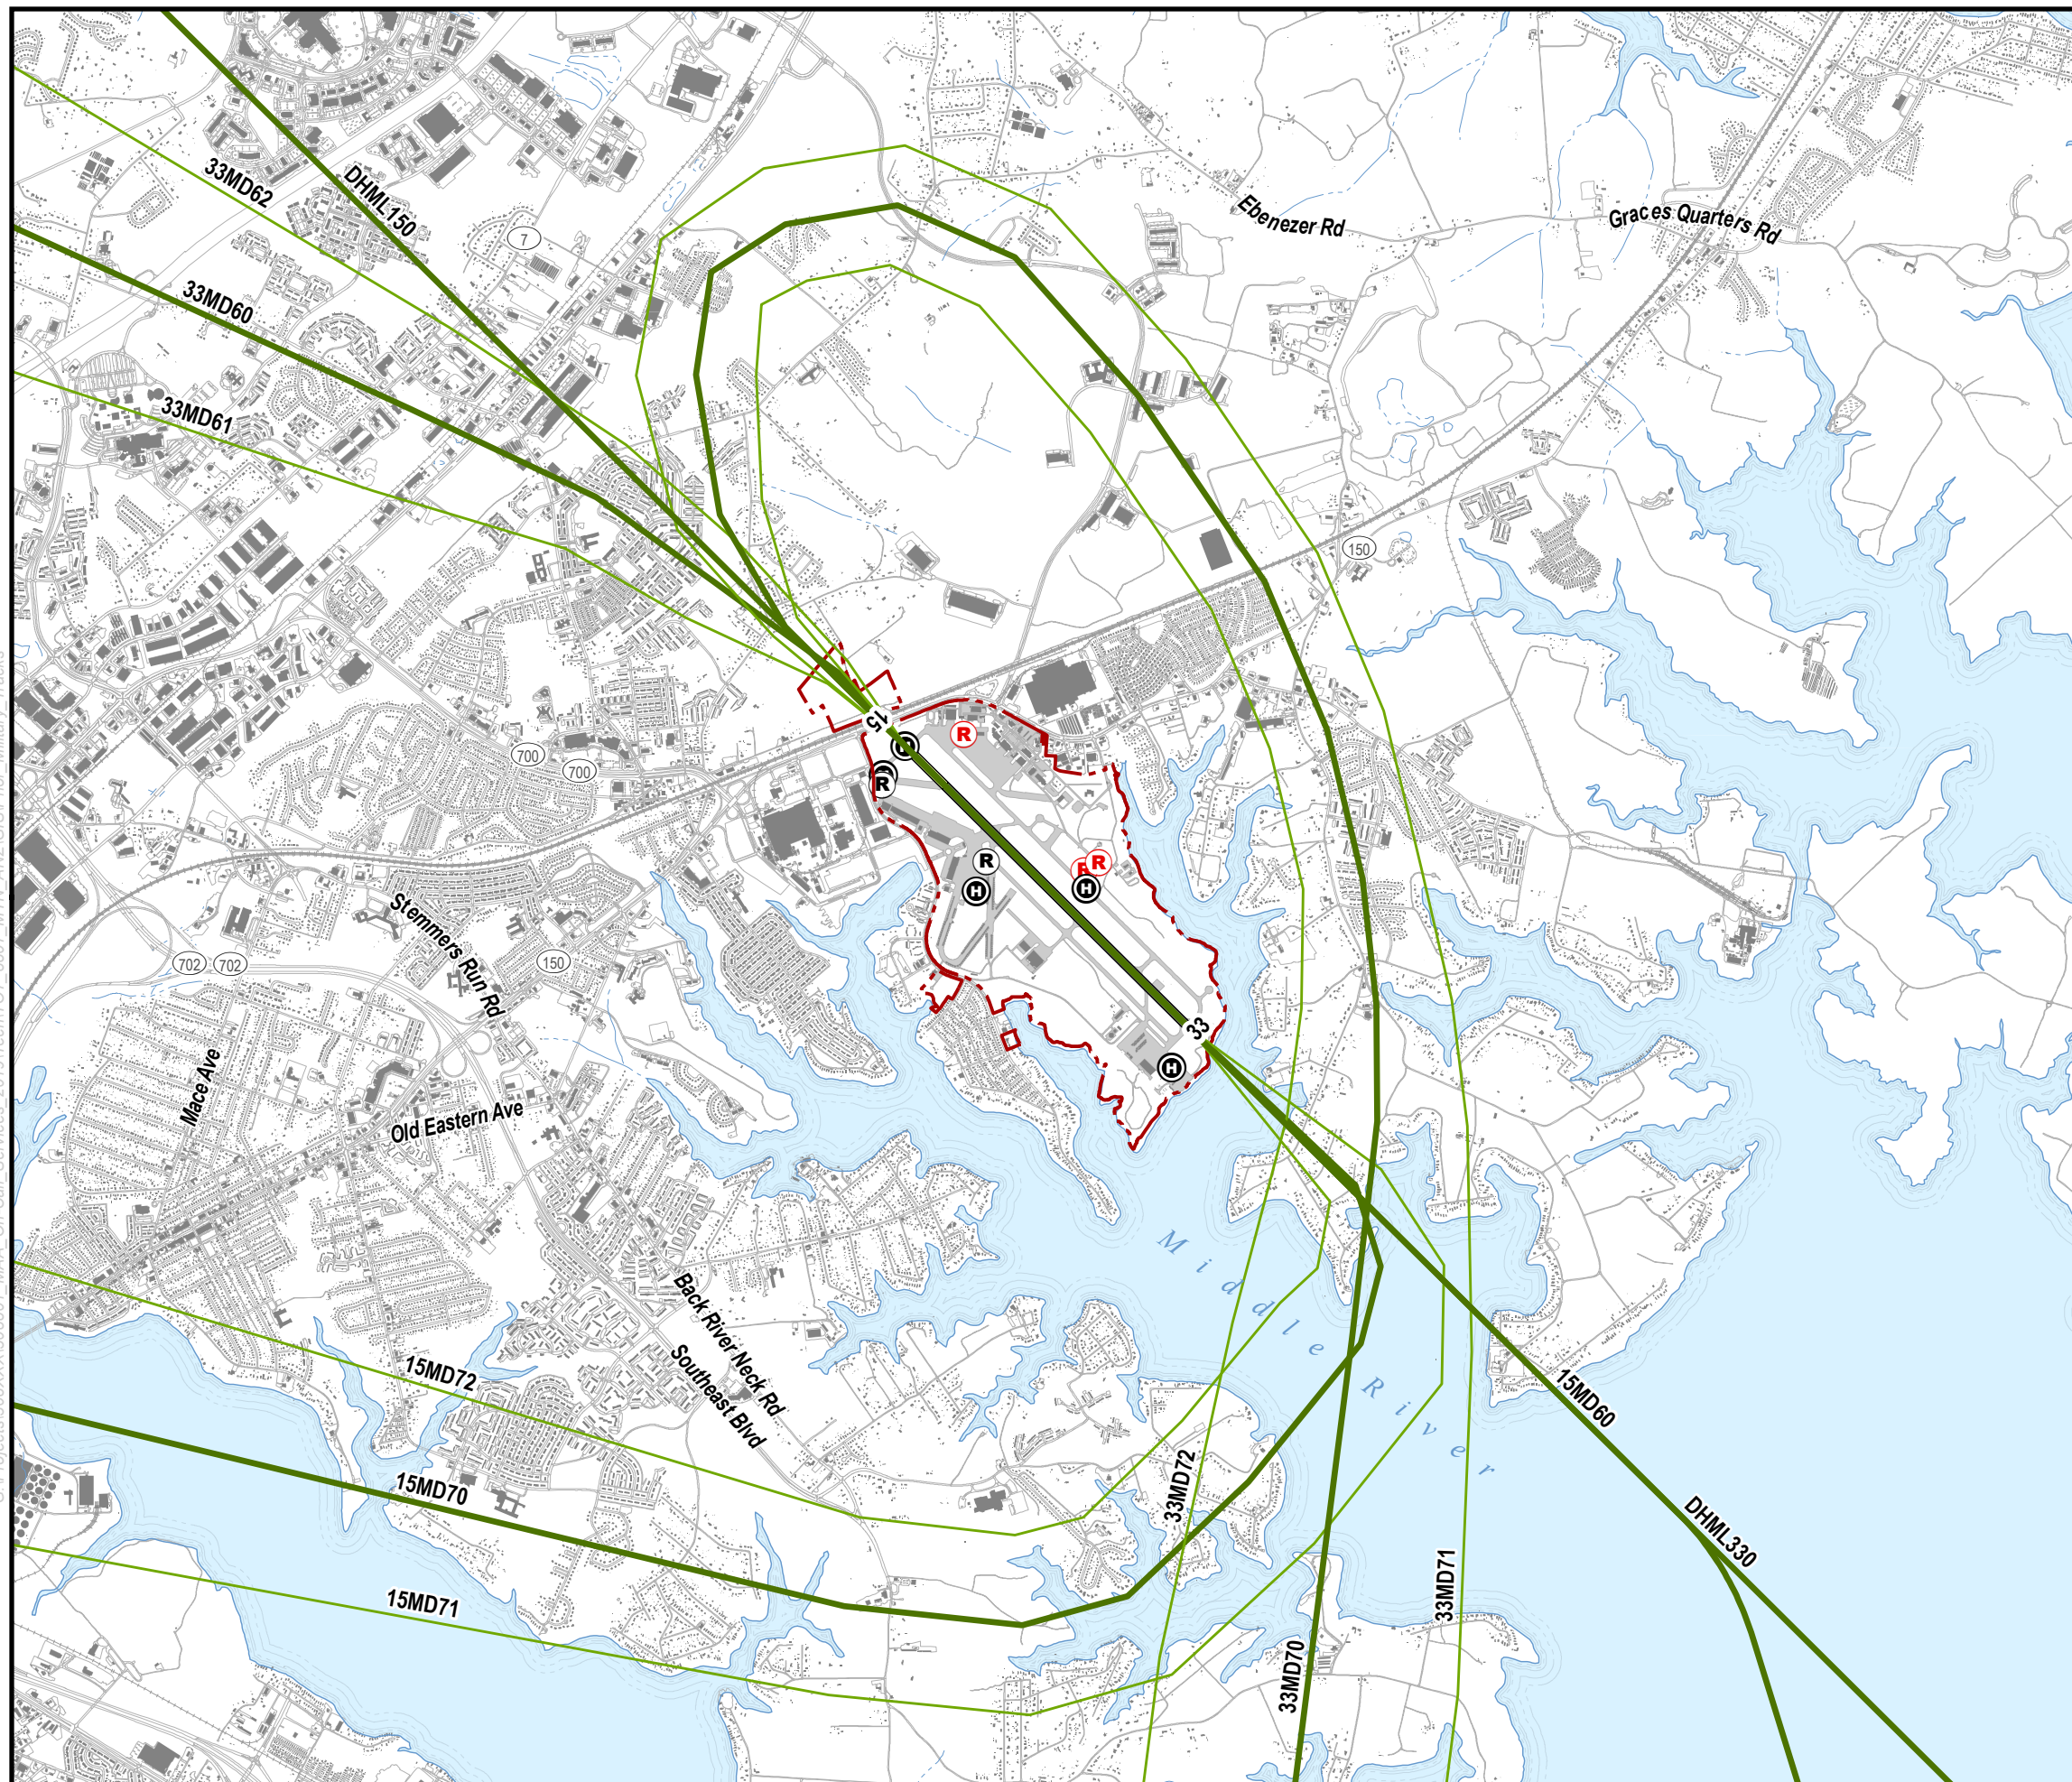 33MD62
DHML150
7
Ebenezer Rd
Graces Quarters Rd
33MD60
33MD61
150
15
R
R
H
700
700
R
R
R
H
H
Stemmers Run Rd
702
702
150
33
H
Mace Ave
Old Eastern Ave
Middle River
Back River Neck Rd
Southeast Blvd
15MD72
15MD60
15MD70
33MD72
DHML330
15MD71
33MD71
33MD70